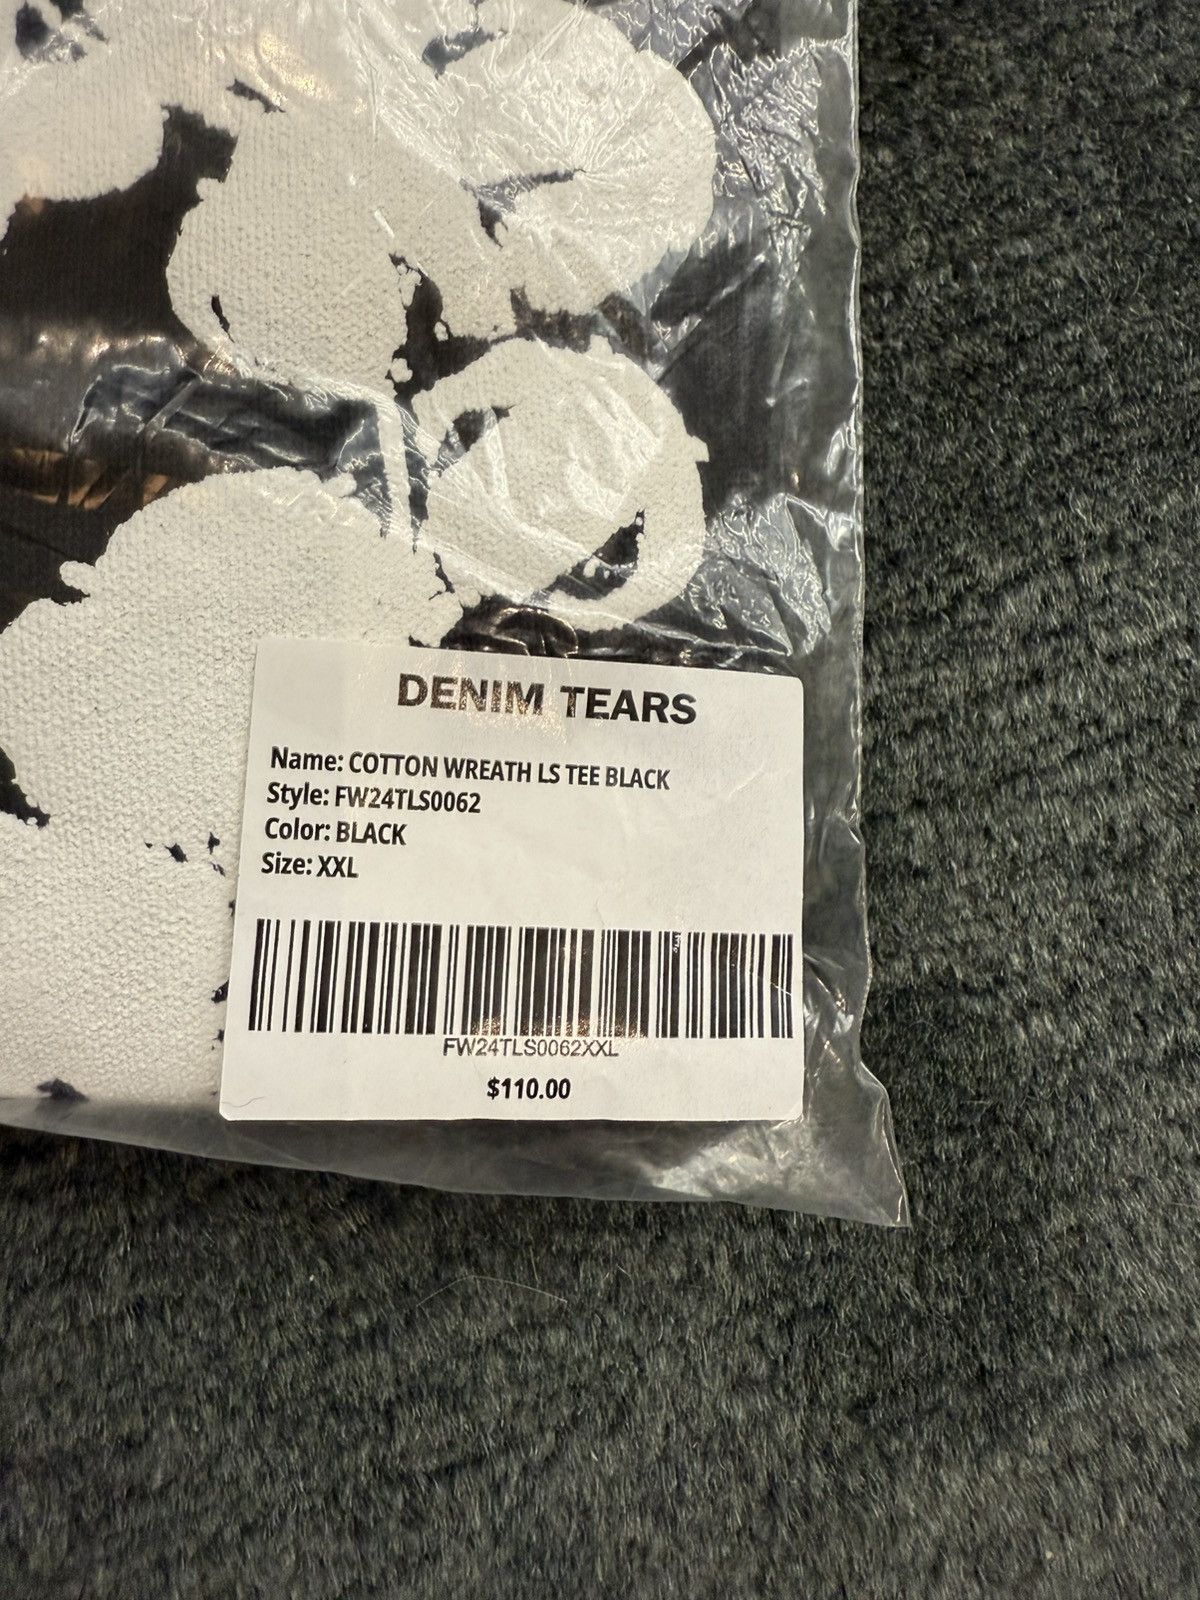 DENIM TEARS
Name: COTTON WREATH LS TEE BLACK
Style: FW24TLS0062
Color: BLACK
Size: XXL
FW24TLS0062XXL
$110.00